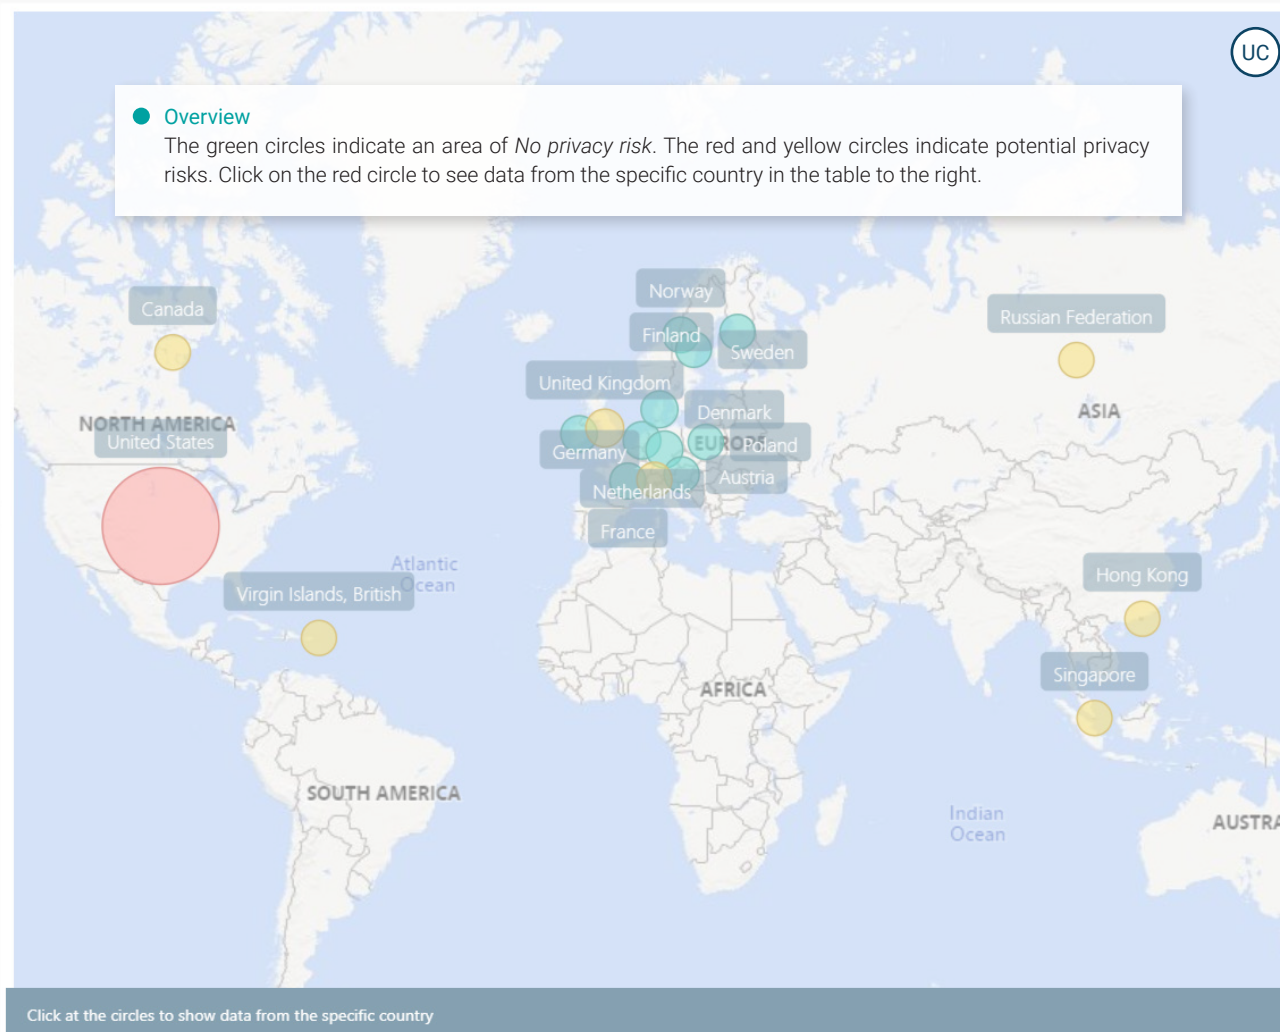 UC
Overview
The green circles indicate an area of No privacy risk. The red and yellow circles indicate potential privacy
risks. Click on the red circle to see data from the specific country in the table to the right.
Norway
Canada
Russian Federation
Finland
Sweden
United Kingdom
Denmark
ASIA
NORTH AMERICA
United States
EUROPE
Poland
Germany
Austria
Netherlands
France
Atlantic
Ocean
Hong Kong
Virgin Islands, British
Singapore
AFRICA
SOUTH AMERICA
Indian
Ocean
AUSTRA
Click at the circles to show data from the specific country